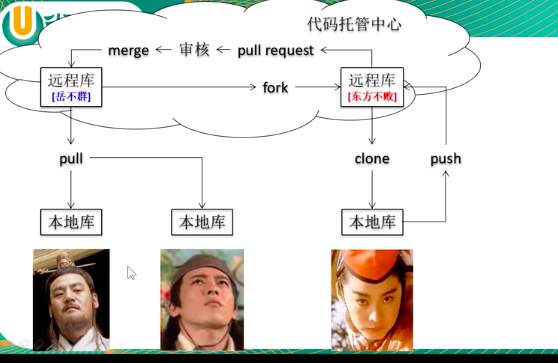 代码托管中心
merge
审核
pull request
远程库
[岳不群]
fork
远程库
[东方不败]
pull
clone
push
本地库
本地库
本地库